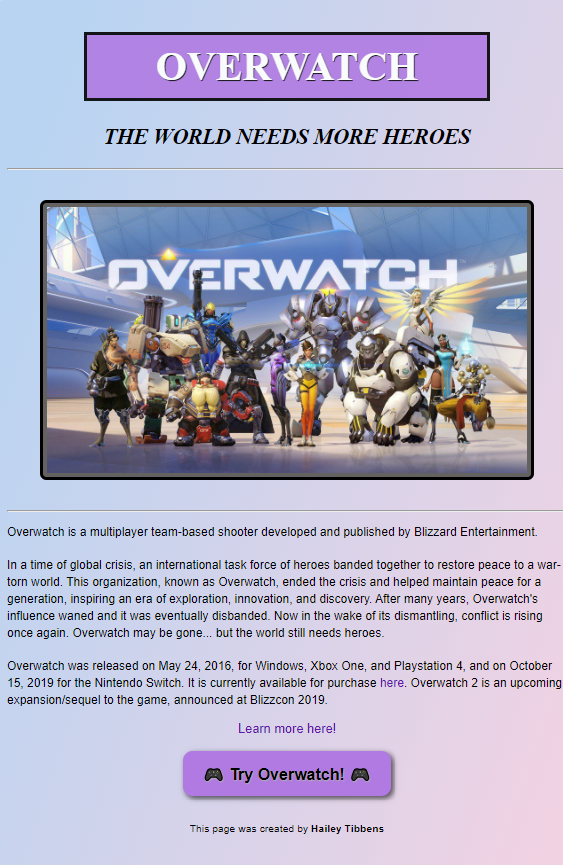 OVERWATCH
THE WORLD NEEDS MORE HEROES
OVERWATCH
Overwatch is a multiplayer team-based shooter developed and published by Blizzard Entertainment.
In a time of global crisis, an international task force of heroes banded together to restore peace to a war-
torn world. This organization, known as Overwatch, ended the crisis and helped maintain peace for a
generation, inspiring an era of exploration, innovation, and discovery. After many years, Overwatch's
influence waned and it was eventually disbanded. Now in the wake of its dismantling, conflict is rising
once again. Overwatch may be gone... but the world still needs heroes.
Overwatch was released on May 24, 2016, for Windows, Xbox One, and Playstation 4, and on October
15, 2019 for the Nintendo Switch. It is currently available for purchase here. Overwatch 2 is an upcoming
expansion/sequel to the game, announced at Blizzcon 2019.
Learn more here!
🎮 Try Overwatch! 🎮
This page was created by Hailey Tibbens